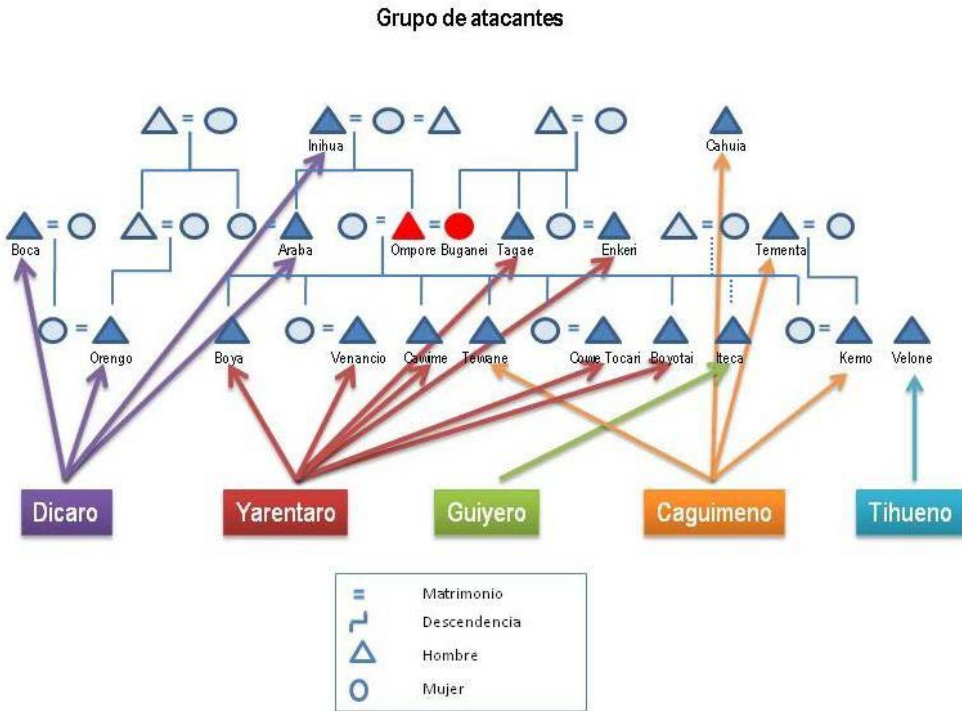 Grupo de atacantes
Inihua
Cahuia
Boca
Araba
Ompore
Buganei
Tagae
Enkeri
Tementa
Orengo
Boya
Venancio
Cawime
Tewane
Cowe Tocari
Boyotai
Iteca
Kemo
Velone
Dicaro
Yarentaro
Guiyero
Caguimeno
Tihueno
= Matrimonio
Descendencia
Hombre
Mujer